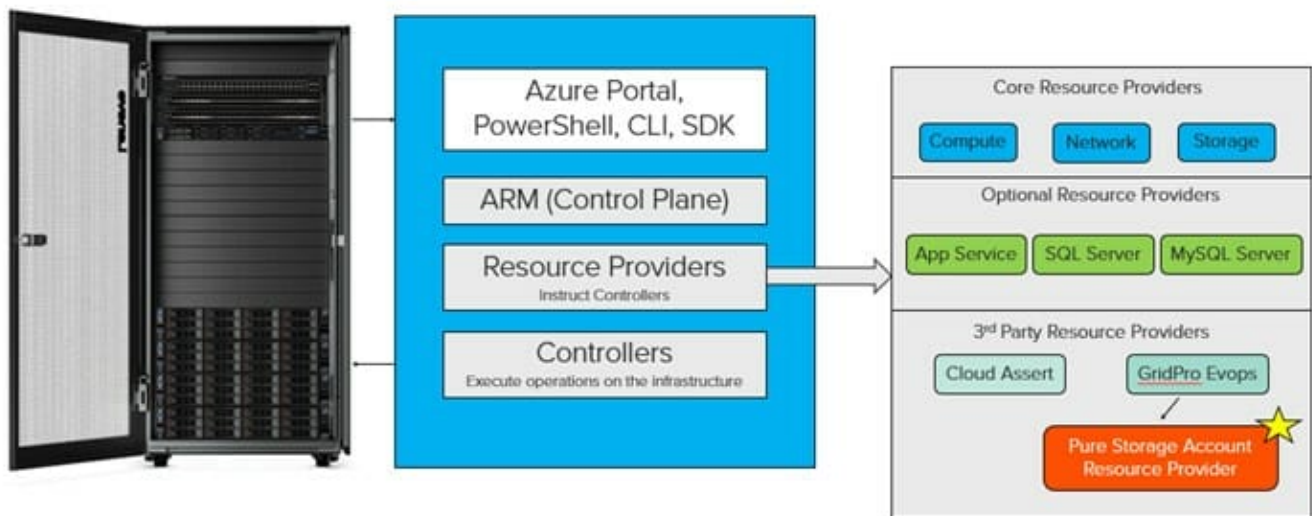 Azure Portal,
PowerShell, CLI, SDK
ARM (Control Plane)
Resource Providers
Instruct Controllers
Controllers
Execute operations on the infrastructure
Core Resource Providers
Compute
Network
Storage
Optional Resource Providers
App Service
SQL Server
MySQL Server
3rd Party Resource Providers
Cloud Assert
GridPro Evops
Pure Storage Account
Resource Provider